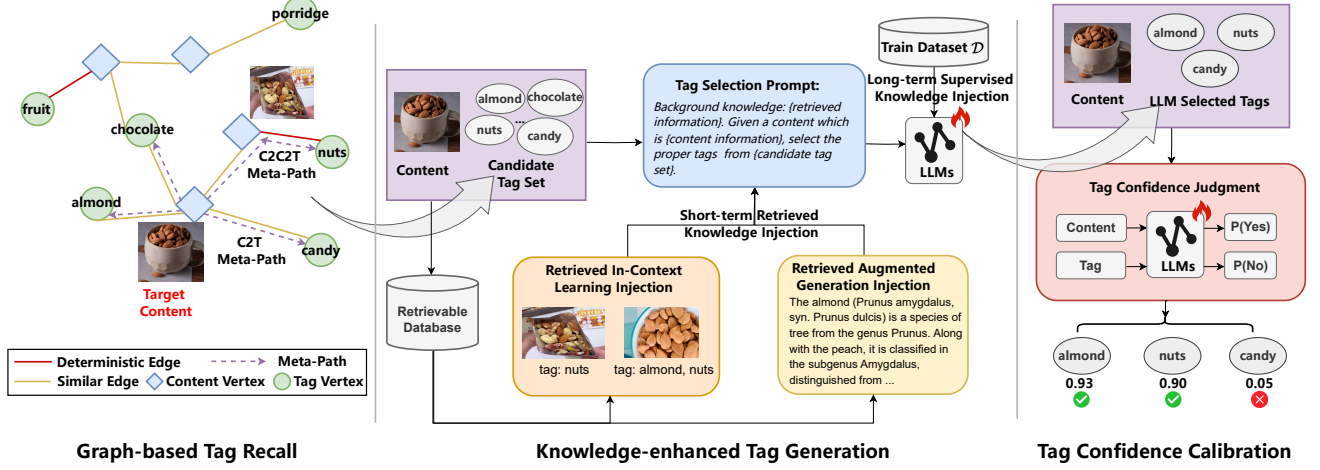 porridge
fruit
chocolate
nuts
C2C2T
Meta-Path
almond
C2T
Meta-Path
candy
Target
Content
Deterministic Edge
Meta-Path
Similar Edge
Content Vertex
Tag Vertex
Graph-based Tag Recall
almond
chocolate
nuts
...
candy
Content
Candidate
Tag Set
Retrievable
Database
Tag Selection Prompt:
Background knowledge: {retrieved
information}. Given a content which
is {content information}, select the
proper tags from {candidate tag
set}.
Train Dataset D
Long-term Supervised
Knowledge Injection
LLMs
Short-term Retrieved
Knowledge Injection
Retrieved In-Context
Learning Injection
tag: nuts
tag: almond, nuts
Retrieved Augmented
Generation Injection
The almond (Prunus amygdalus,
syn. Prunus dulcis) is a species of
tree from the genus Prunus. Along
with the peach, it is classified in
the subgenus Amygdalus,
distinguished from ...
Knowledge-enhanced Tag Generation
almond
nuts
candy
Content
LLM Selected Tags
Tag Confidence Judgment
Content
Tag
LLMs
P(Yes)
P(No)
almond
nuts
candy
0.93
0.90
0.05
Tag Confidence Calibration